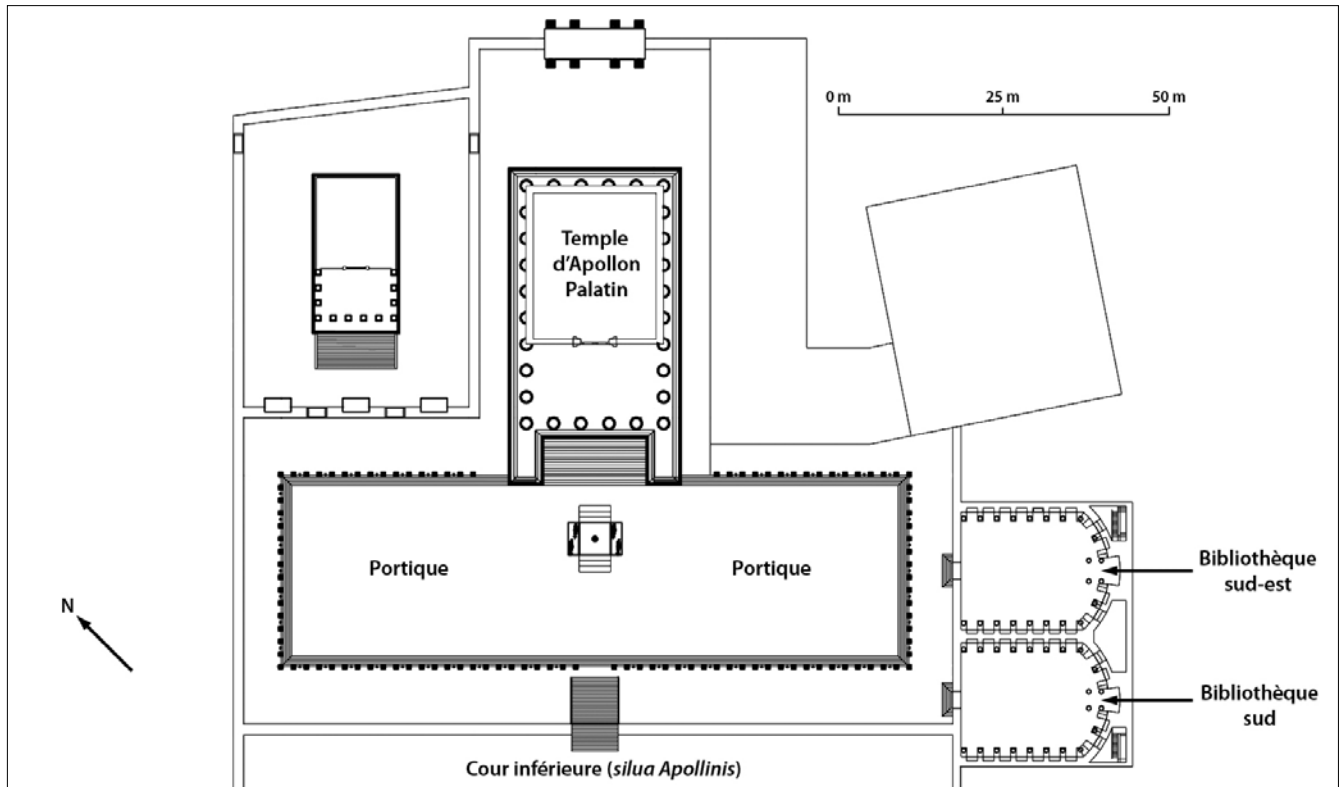 0 m 25 m 50 m
Temple
d'Apollon
Palatin
Portique
Portique
Bibliothèque
sud-est
N
Bibliothèque
sud
Cour inférieure (silua Apollinis)